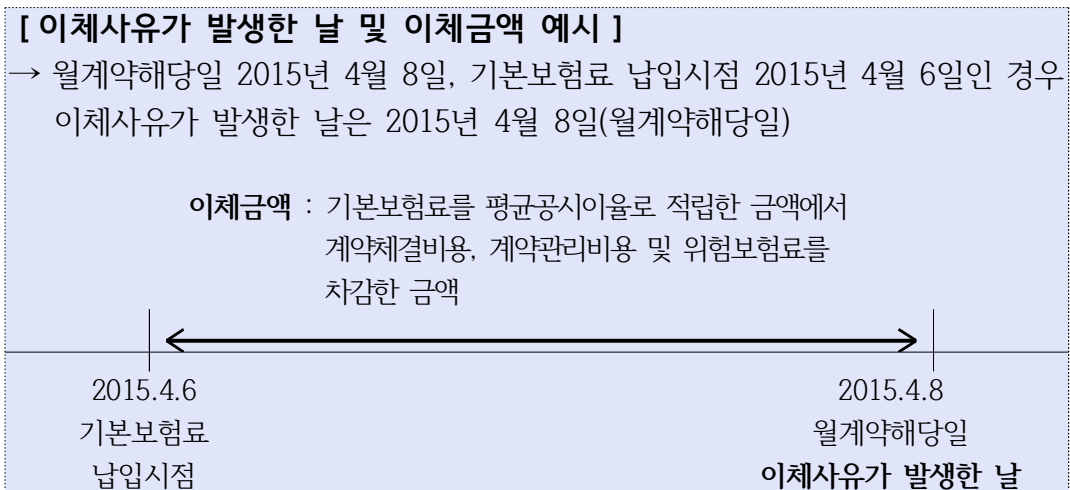 [ 이체사유가 발생한 날 및 이체금액 예시 ]
→ 월계약해당일 2015년 4월 8일, 기본보험료 납입시점 2015년 4월 6일인 경우
이체사유가 발생한 날은 2015년 4월 8일(월계약해당일)
이체금액 : 기본보험료를 평균공시이율로 적립한 금액에서
계약체결비용, 계약관리비용 및 위험보험료를
차감한 금액
2015.4.6 2015.4.8
기본보험료 월계약해당일
납입시점 이체사유가 발생한 날